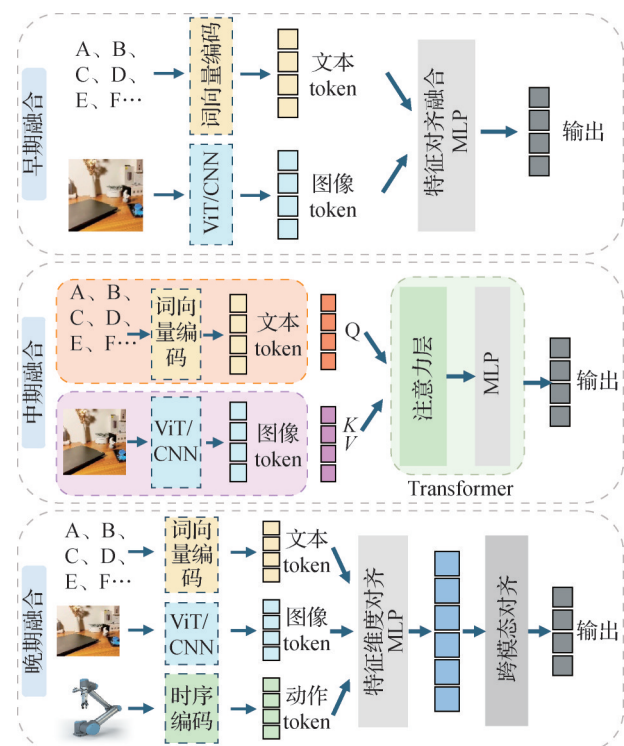 早期融合
A、B、
C、D、
E、F…
词向量编码
文本
token
ViT/CNN
图像
token
特征对齐融合
MLP
输出
中期融合
A、B、
C、D、
E、F…
词向
量编
码
文本
token
Q
ViT/
CNN
图像
token
K
V
注意力层
MLP
Transformer
输出
晚期融合
A、B、
C、D、
E、F…
词向
量编
码
文本
token
ViT/
CNN
图像
token
时序
编码
动作
token
特征维度对齐
MLP
跨模态对齐
输出